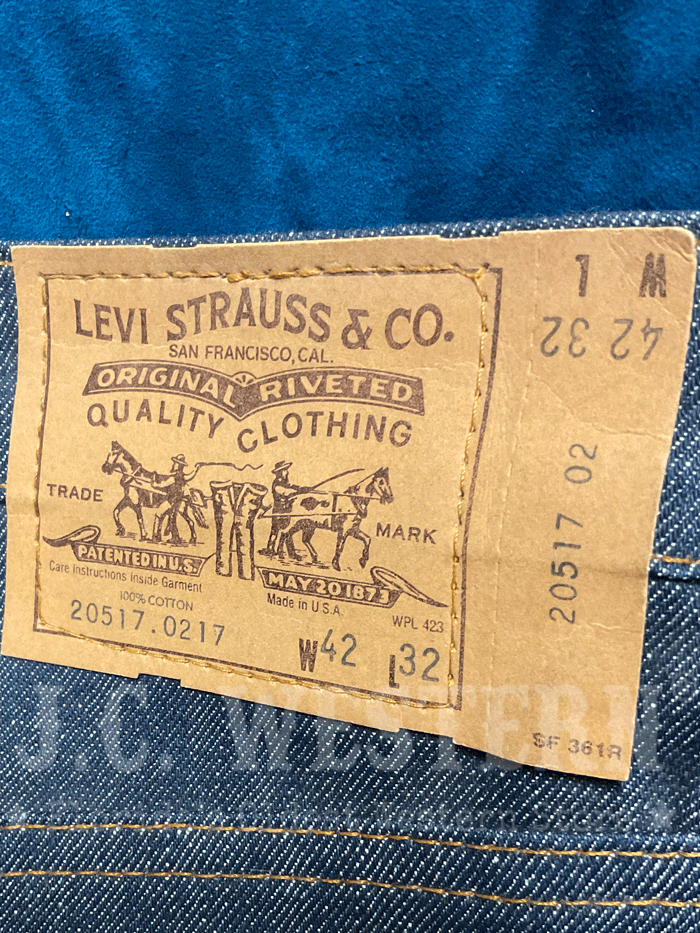 LEVI STRAUSS & CO.
SAN FRANCISCO, CAL.
ORIGINAL RIVETED
QUALITY CLOTHING
TRADE MARK
PATENTED IN U.S.
MAY 20 1873
Care Instructions Inside Garment
100% COTTON
Made in U.S.A.
WPL 423
20517.0217
W42 L32
W L
42 32
20517 02
SF 361R
J.C. WESTERN